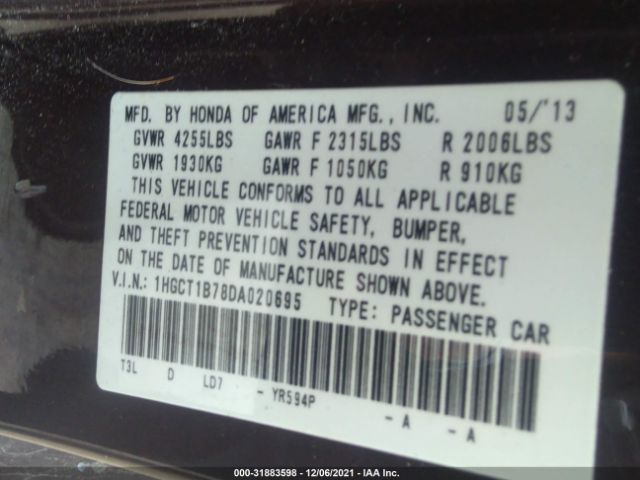 MFD. BY HONDA OF AMERICA MFG., INC. 05/'13
GVWR 4255LBS GAWR F 2315LBS R 2006LBS
GVWR 1930KG GAWR F 1050KG R 910KG
THIS VEHICLE CONFORMS TO ALL APPLICABLE
FEDERAL MOTOR VEHICLE SAFETY, BUMPER,
AND THEFT PREVENTION STANDARDS IN EFFECT
ON THE DATE OF MANUFACTURE SHOWN ABOVE.
V.I.N.: 1HGCT1B78DA020695 TYPE: PASSENGER CAR
T3L D LD7 - YR594P - A - A
000-31883598 - 12/06/2021 - IAA Inc.